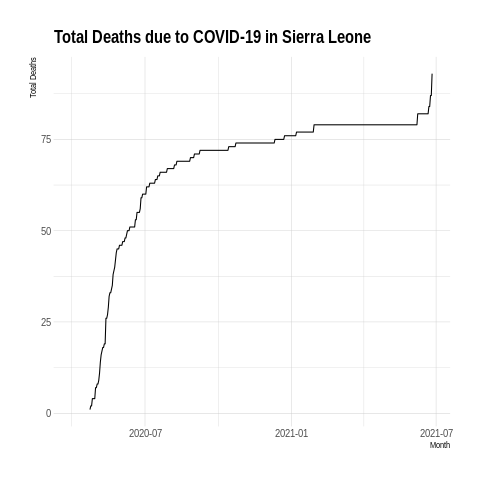 Total Deaths due to COVID-19 in Sierra Leone
Total Deaths
75
50
25
0
2020-07
2021-01
2021-07
Month